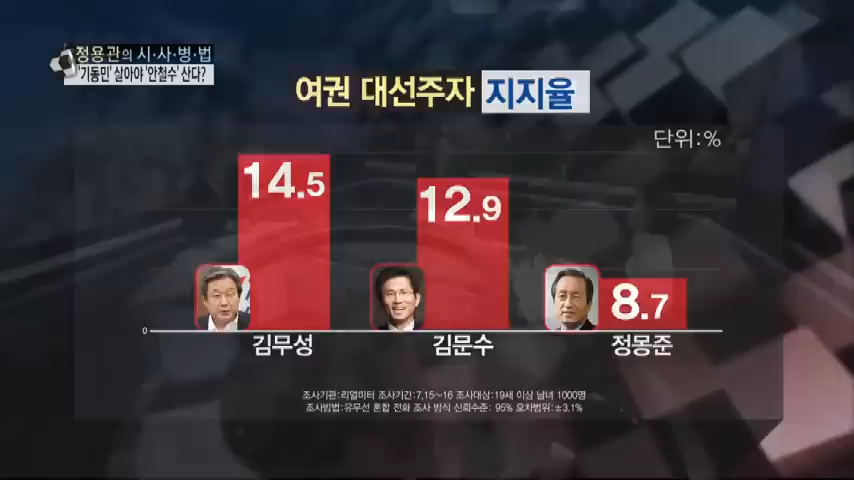 정용관의 시·사·병·법
'기동민' 살아야 '안철수' 산다?
여권 대선주자 지지율
단위:%
14.5
12.9
8.7
0
김무성
김문수
정몽준
조사기관:리얼미터 조사기간:7.15~16 조사대상:19세 이상 남녀 1000명
조사방법:유무선 혼합 전화 조사 방식 신뢰수준: 95% 오차범위:±3.1%